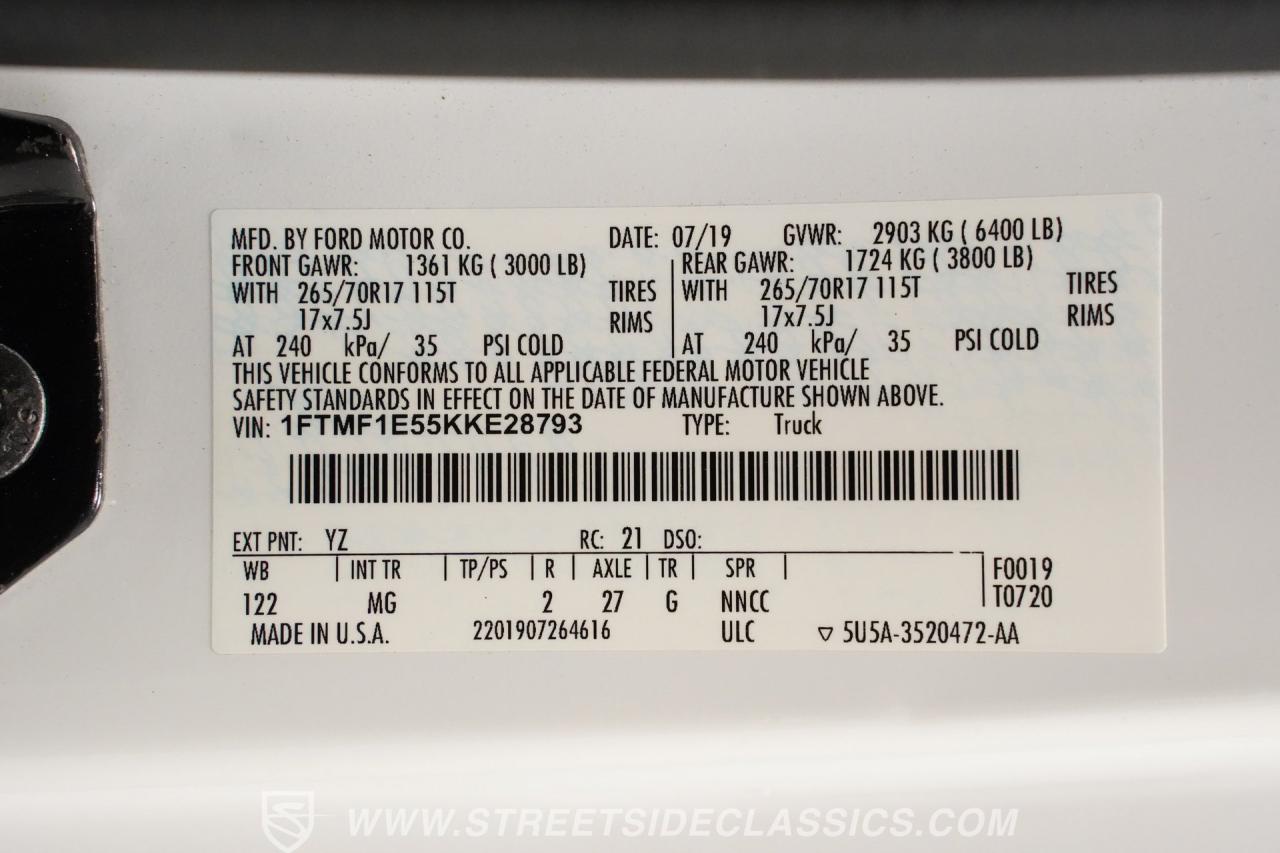 MFD. BY FORD MOTOR CO. DATE: 07/19 GVWR: 2903 KG ( 6400 LB)
FRONT GAWR: 1361 KG ( 3000 LB) REAR GAWR: 1724 KG ( 3800 LB)
WITH 265/70R17 115T TIRES WITH 265/70R17 115T TIRES
17x7.5J RIMS 17x7.5J RIMS
AT 240 kPa/ 35 PSI COLD AT 240 kPa/ 35 PSI COLD
THIS VEHICLE CONFORMS TO ALL APPLICABLE FEDERAL MOTOR VEHICLE
SAFETY STANDARDS IN EFFECT ON THE DATE OF MANUFACTURE SHOWN ABOVE.
VIN: 1FTMF1E55KKE28793 TYPE: Truck
EXT PNT: YZ RC: 21 DSO:
WB INT TR TP/PS R AXLE TR SPR F0019
122 MG 2 27 G NNCC T0720
MADE IN U.S.A. 2201907264616 ULC ▽ 5U5A-3520472-AA
WWW.STREETSIDECLASSICS.COM